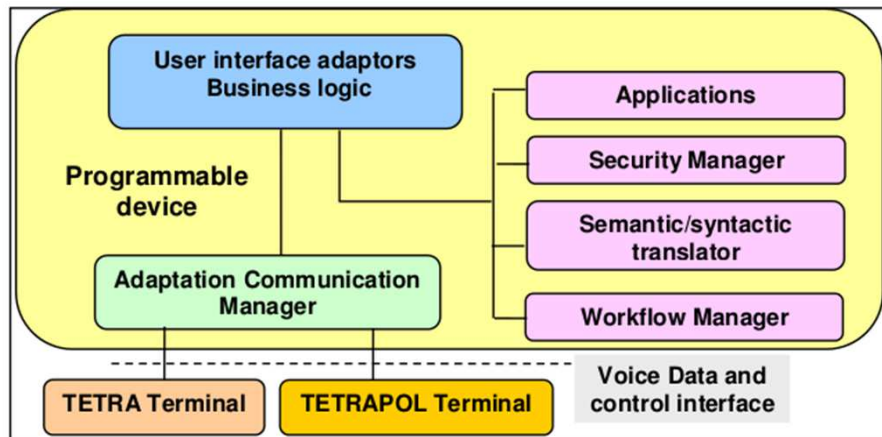 User interface adaptors
Business logic
Applications
Security Manager
Programmable
device
Semantic/syntactic
translator
Adaptation Communication
Manager
Workflow Manager
TETRA Terminal
TETRAPOL Terminal
Voice Data and
control interface